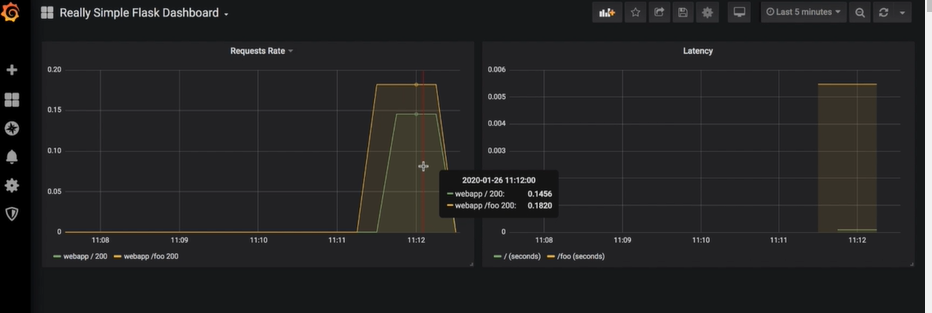 Really Simple Flask Dashboard
Last 5 minutes
Requests Rate
0.20
0.15
0.10
0.05
0
11:08
11:09
11:10
11:11
11:12
webapp / 200
webapp /foo 200
2020-01-26 11:12:00
webapp / 200: 0.1456
webapp /foo 200: 0.1820
Latency
0.006
0.005
0.004
0.003
0
11:08
11:09
11:10
11:11
11:12
/ (seconds)
/foo (seconds)